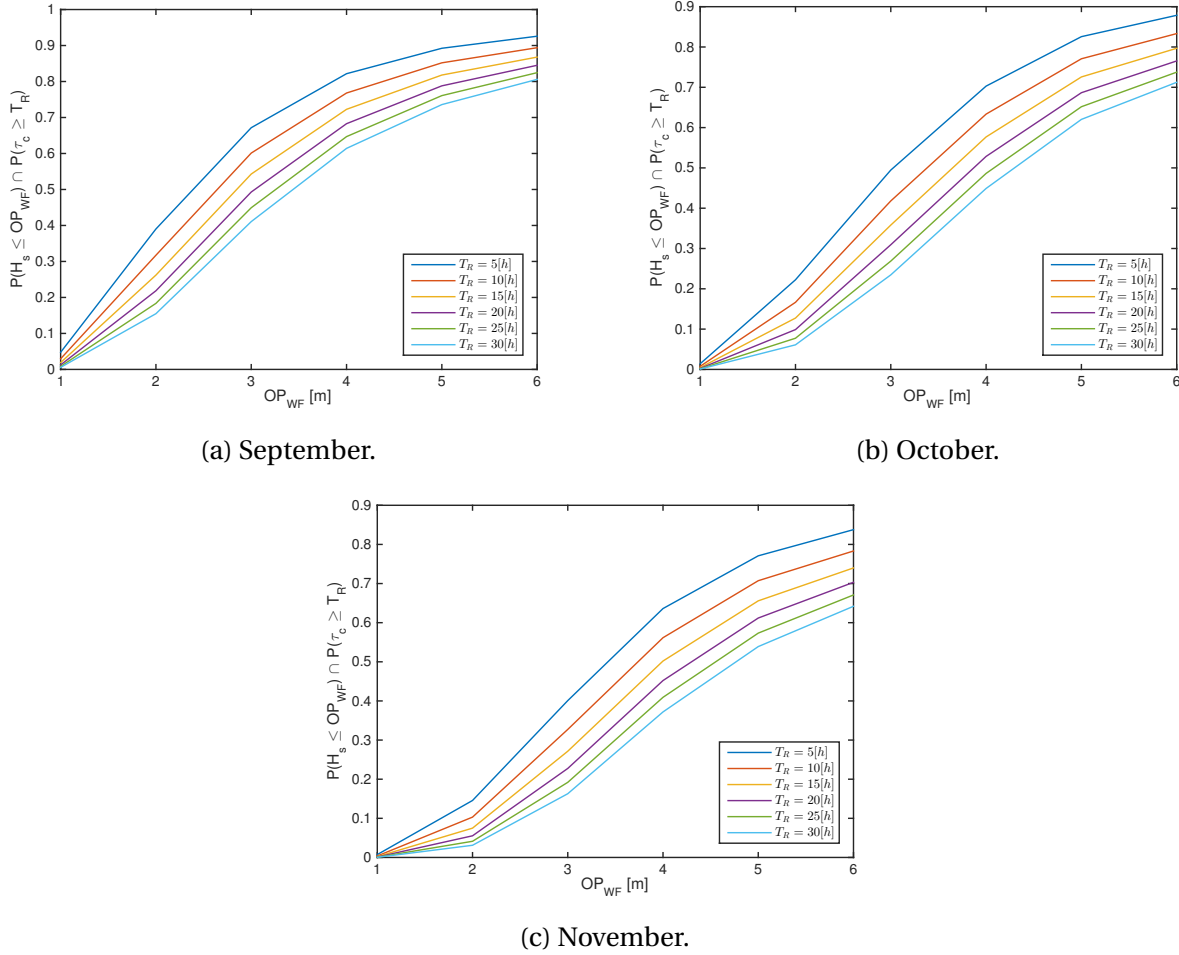 1
0.9
0.8
0.7
0.6
0.5
0.4
0.3
0.2
0.1
0
P(H_s ≤ OP_WF) ∩ P(τ_c ≥ T_R)
T_R = 5[h]
T_R = 10[h]
T_R = 15[h]
T_R = 20[h]
T_R = 25[h]
T_R = 30[h]
1 2 3 4 5 6
OP_WF [m]
(a) September.
0.9
0.8
0.7
0.6
0.5
0.4
0.3
0.2
0.1
0
P(H_s ≤ OP_WF) ∩ P(τ_c ≥ T_R)
T_R = 5[h]
T_R = 10[h]
T_R = 15[h]
T_R = 20[h]
T_R = 25[h]
T_R = 30[h]
1 2 3 4 5 6
OP_WF [m]
(b) October.
0.9
0.8
0.7
0.6
0.5
0.4
0.3
0.2
0.1
0
P(H_s ≤ OP_WF) ∩ P(τ_c ≥ T_R)
T_R = 5[h]
T_R = 10[h]
T_R = 15[h]
T_R = 20[h]
T_R = 25[h]
T_R = 30[h]
1 2 3 4 5 6
OP_WF [m]
(c) November.